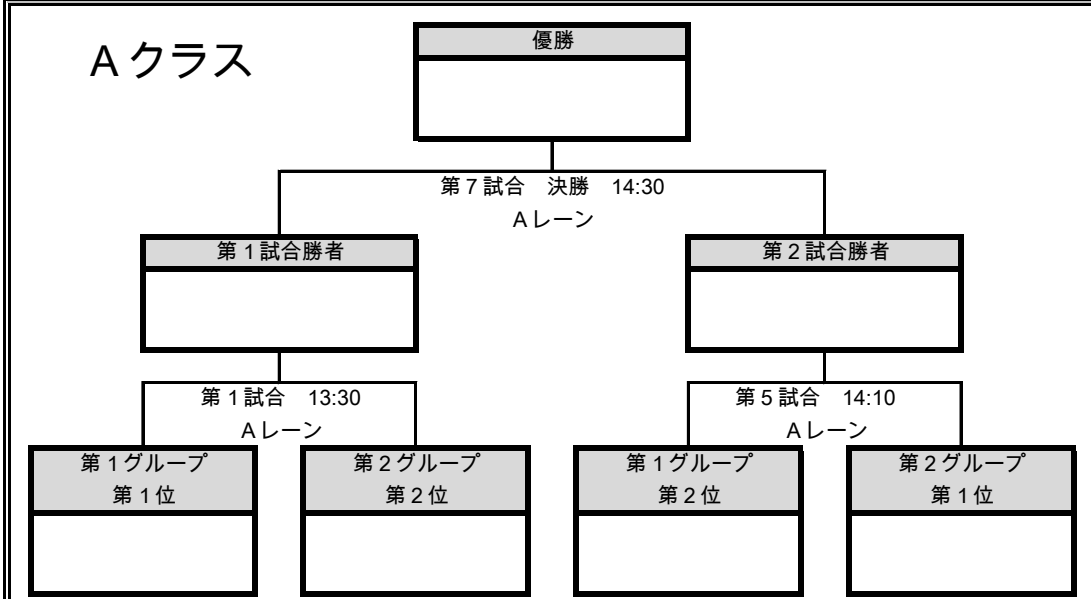 Aクラス
優勝
第7試合 決勝 14:30
Aレーン
第1試合勝者
第2試合勝者
第1試合 13:30
Aレーン
第5試合 14:10
Aレーン
第1グループ
第1位
第2グループ
第2位
第1グループ
第2位
第2グループ
第1位